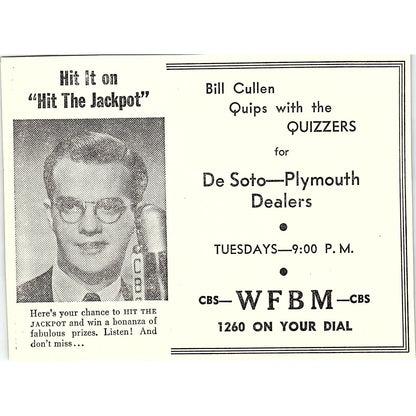 Hit It on
"Hit The Jackpot"
CBS
Here's your chance to HIT THE
JACKPOT and win a bonanza of
fabulous prizes. Listen! And
don't miss...
Bill Cullen
Quips with the
QUIZZERS
for
De Soto—Plymouth
Dealers
TUESDAYS—9:00 P. M.
CBS—WFBM—CBS
1260 ON YOUR DIAL